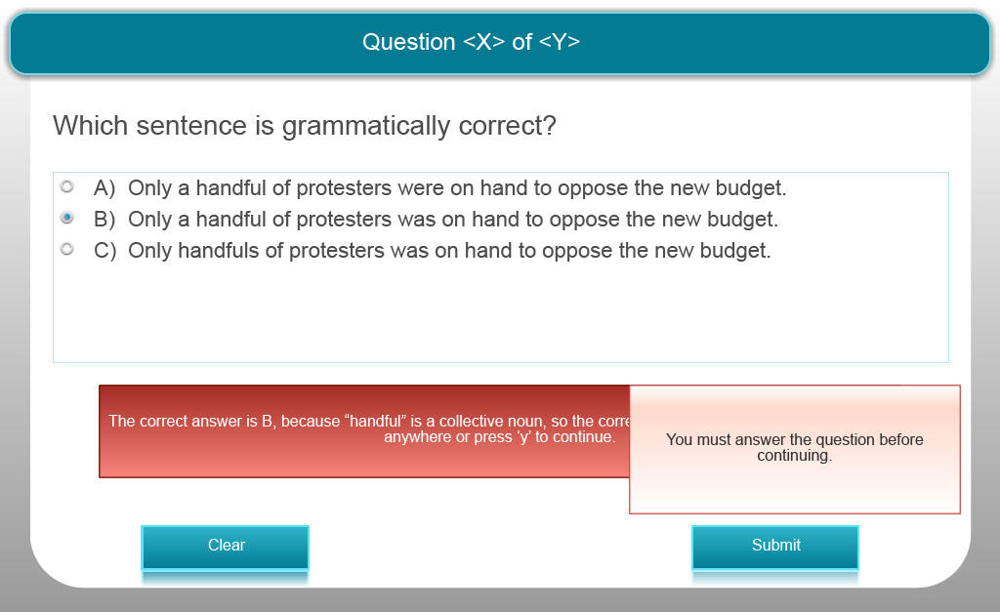 Question <X> of <Y>
Which sentence is grammatically correct?
A) Only a handful of protesters were on hand to oppose the new budget.
B) Only a handful of protesters was on hand to oppose the new budget.
C) Only handfuls of protesters was on hand to oppose the new budget.
The correct answer is B, because “handful” is a collective noun, so the
anywhere or press ‘y’ to continue.
You must answer the question before
continuing.
Clear
Submit